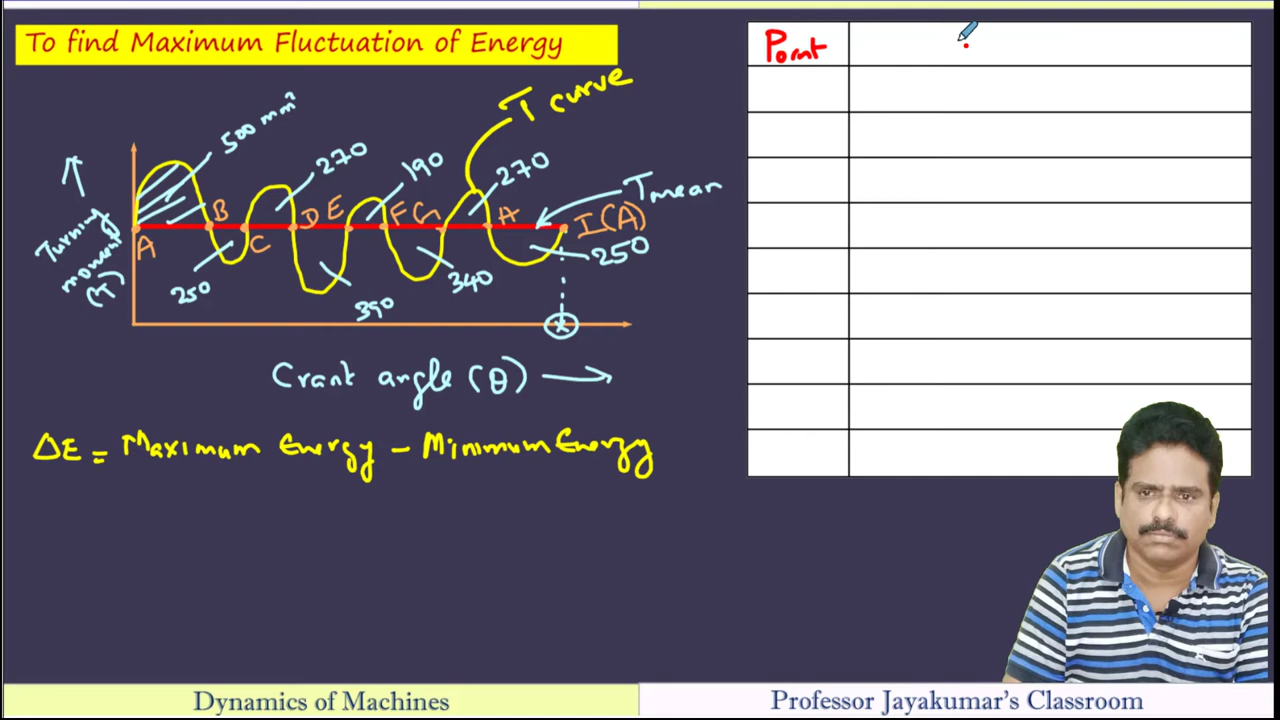 To find Maximum Fluctuation of Energy
Point
T curve
500 mm²
270
190
270
Tmean
B
D E
F G
H
I(A)
A
C
Turning
moment
(T)
250
390
340
250
x
Crank angle (θ)
ΔE = Maximum Energy – Minimum Energy
Dynamics of Machines
Professor Jayakumar's Classroom